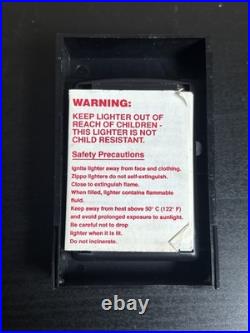 WARNING:
KEEP LIGHTER OUT OF
REACH OF CHILDREN -
THIS LIGHTER IS NOT
CHILD RESISTANT.
Safety Precautions
Ignite lighter away from face and clothing.
Zippo lighters do not self-extinguish.
Close to extinguish flame.
When filled, lighter contains flammable
fluid.
Keep away from heat above 50° C (122° F)
and avoid prolonged exposure to sunlight.
Be careful not to drop
lighter when it is lit.
Do not incinerate.